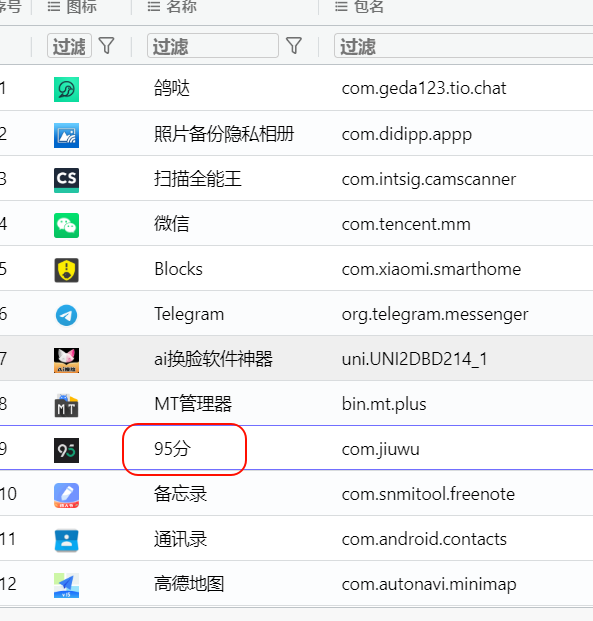 序号 图标 名称 包名
过滤 过滤 过滤
1 鸽哒 com.geda123.tio.chat
2 照片备份隐私相册 com.didipp.appp
3 CS 扫描全能王 com.intsig.camscanner
4 微信 com.tencent.mm
5 Blocks com.xiaomi.smarthome
6 Telegram org.telegram.messenger
7 ai换脸软件神器 uni.UNI2DBD214_1
8 MT MT管理器 bin.mt.plus
9 95 95分 com.jiuwu
10 备忘录 com.snmitool.freenote
11 通讯录 com.android.contacts
12 高德地图 com.autonavi.minimap